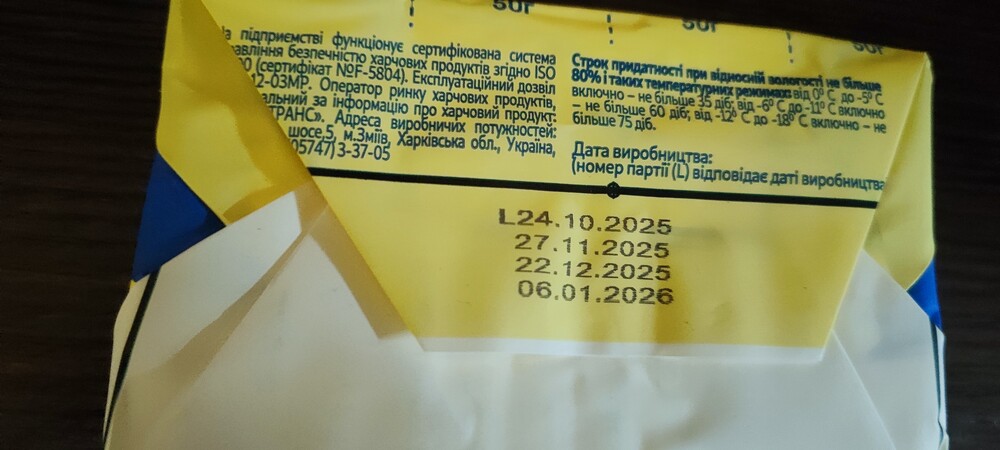 50г
50г
50г
На підприємстві функціонує сертифікована система
безпечністю харчових продуктів згідно ISO
(сертифікат №F-5804). Експлуатаційний дозвіл
12-03МР. Оператор ринку харчових продуктів,
за інформацію про харчовий продукт:
Адреса виробничих потужностей:
шосе,5, м.Зміїв, Харківська обл., Україна,
05747)3-37-05
Строк придатності при відносній вологості не більше
80% і таких температурних режимах: від 0° С до -5° С
включно – не більше 35 діб; від -6° С до -11° С включно
– не більше 60 діб; від -12° С до -18° С включно – не
більше 75 діб.
Дата виробництва:
(номер партії (L) відповідає даті виробництва
L24.10.2025
27.11.2025
22.12.2025
06.01.2026